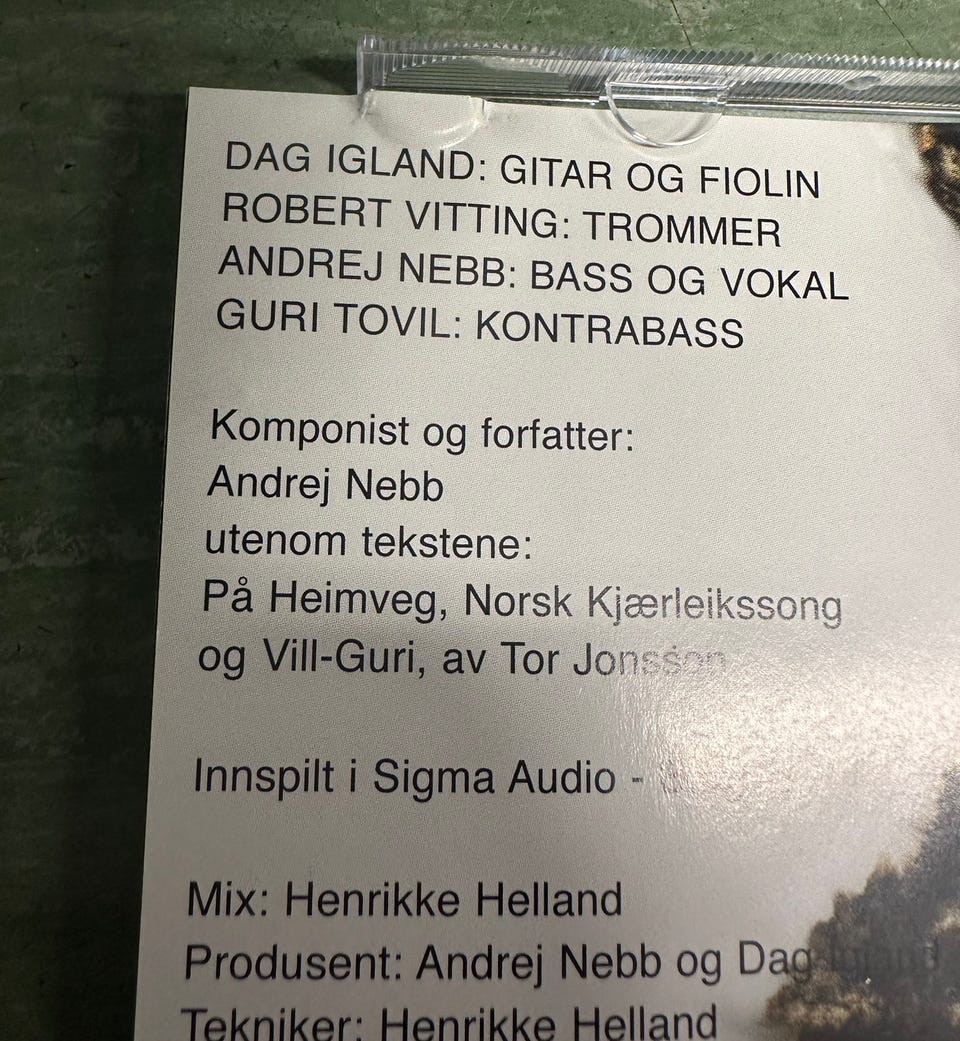 DAG IGLAND: GITAR OG FIOLIN
ROBERT VITTING: TROMMER
ANDREJ NEBB: BASS OG VOKAL
GURI TOVIL: KONTRABASS
Komponist og forfatter:
Andrej Nebb
utenom tekstene:
På Heimveg, Norsk Kjærleikssong
og Vill-Guri, av Tor Jonsson
Innspilt i Sigma Audio -
Mix: Henrikke Helland
Produsent: Andrej Nebb og Dag Igland
Tekniker: Henrikke Helland